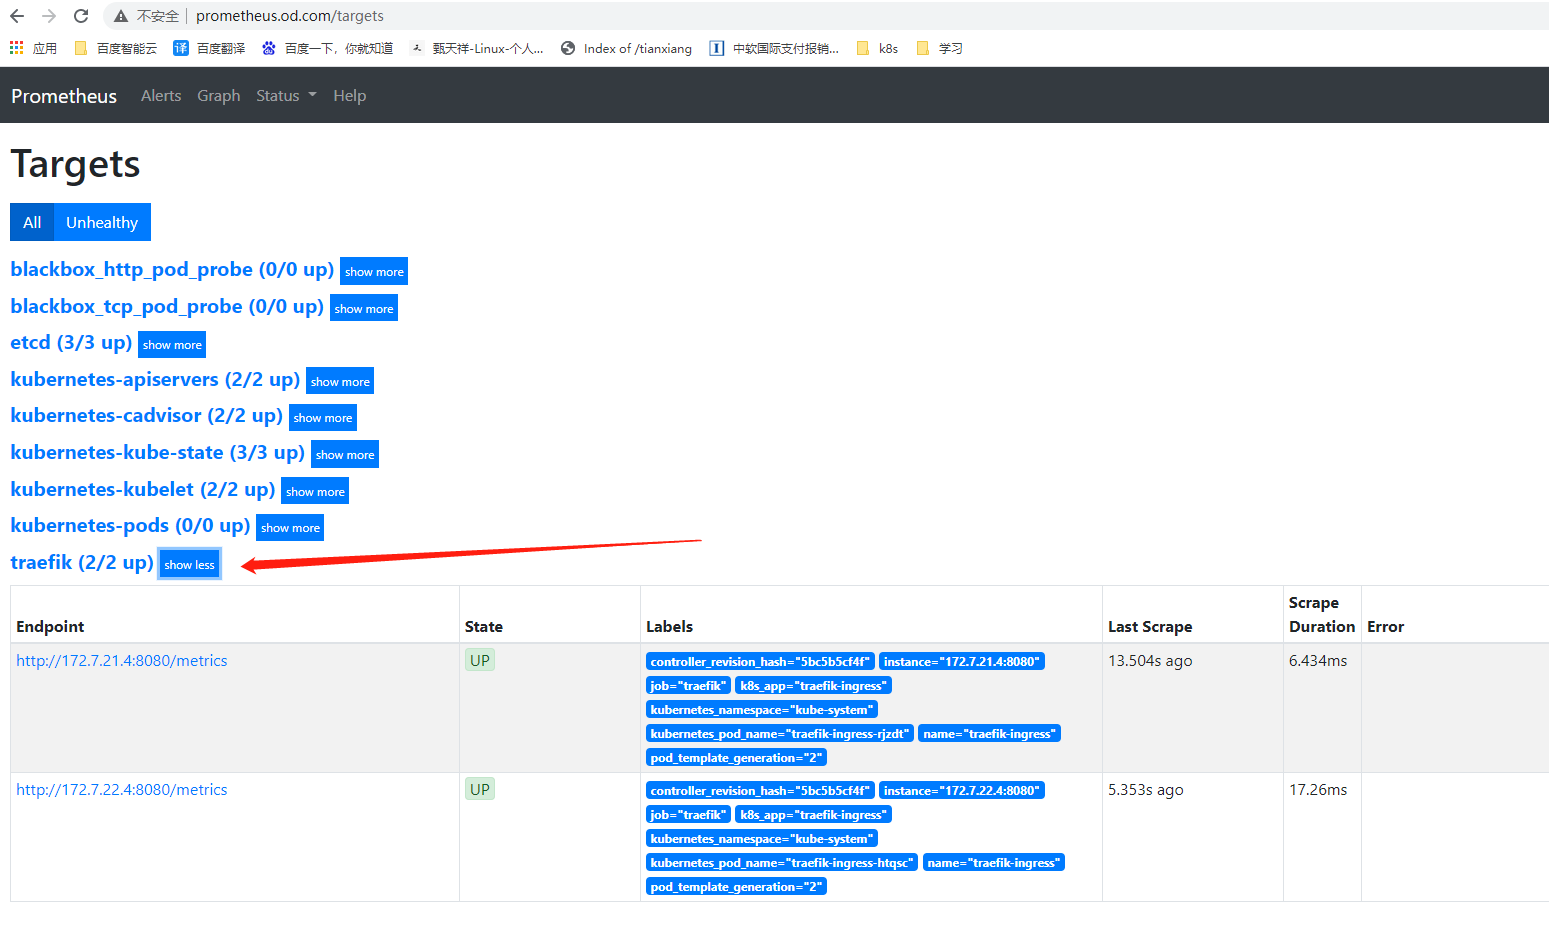 不安全 prometheus.od.com/targets
应用 百度智能云 译 百度翻译 百度一下，你就知道 甄天祥-Linux-个人... Index of /tianxiang 中软国际支付报销... k8s 学习
Prometheus Alerts Graph Status Help
Targets
All Unhealthy
blackbox_http_pod_probe (0/0 up) show more
blackbox_tcp_pod_probe (0/0 up) show more
etcd (3/3 up) show more
kubernetes-apiservers (2/2 up) show more
kubernetes-cadvisor (2/2 up) show more
kubernetes-kube-state (3/3 up) show more
kubernetes-kubelet (2/2 up) show more
kubernetes-pods (0/0 up) show more
traefik (2/2 up) show less
Endpoint State Labels Last Scrape Scrape Duration Error
http://172.7.21.4:8080/metrics UP controller_revision_hash="5bc5b5cf4f" instance="172.7.21.4:8080" 13.504s ago 6.434ms
job="traefik" k8s_app="traefik-ingress"
kubernetes_namespace="kube-system"
kubernetes_pod_name="traefik-ingress-rjzdt" name="traefik-ingress"
pod_template_generation="2"
http://172.7.22.4:8080/metrics UP controller_revision_hash="5bc5b5cf4f" instance="172.7.22.4:8080" 5.353s ago 17.26ms
job="traefik" k8s_app="traefik-ingress"
kubernetes_namespace="kube-system"
kubernetes_pod_name="traefik-ingress-htqsc" name="traefik-ingress"
pod_template_generation="2"